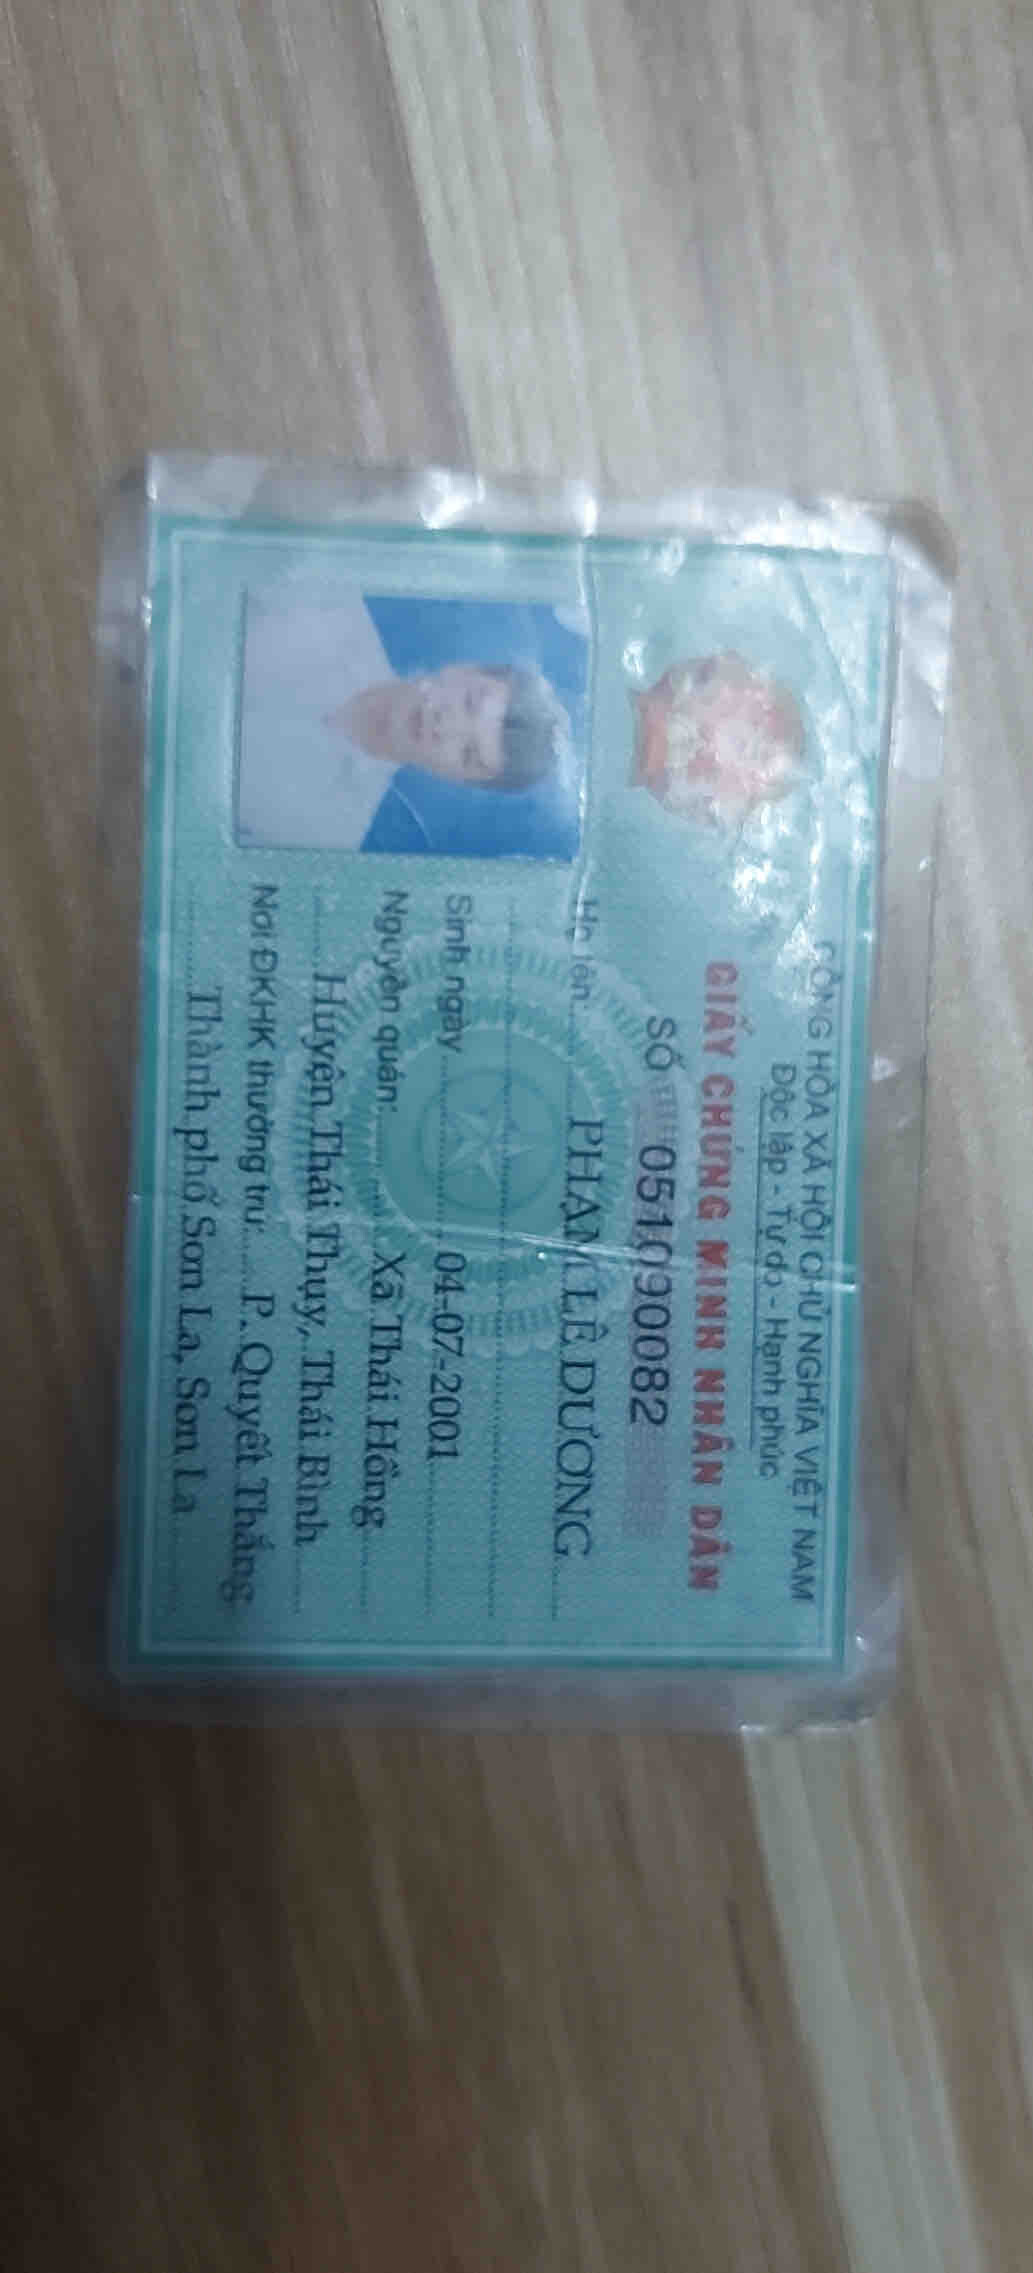 CỘNG HÒA XÃ HỘI CHỦ NGHĨA VIỆT NAM
Độc lập - Tự do - Hạnh phúc
GIẤY CHỨNG MINH NHÂN DÂN
SỐ 051090082
Họ tên: PHẠM LÊ DƯƠNG
Sinh ngày 04-07-2001
Nguyên quán: Xã Thái Hồng
Huyện Thái Thụy, Thái Bình
Nơi ĐKHK thường trú: P. Quyết Thắng
Thành phố Sơn La, Sơn La